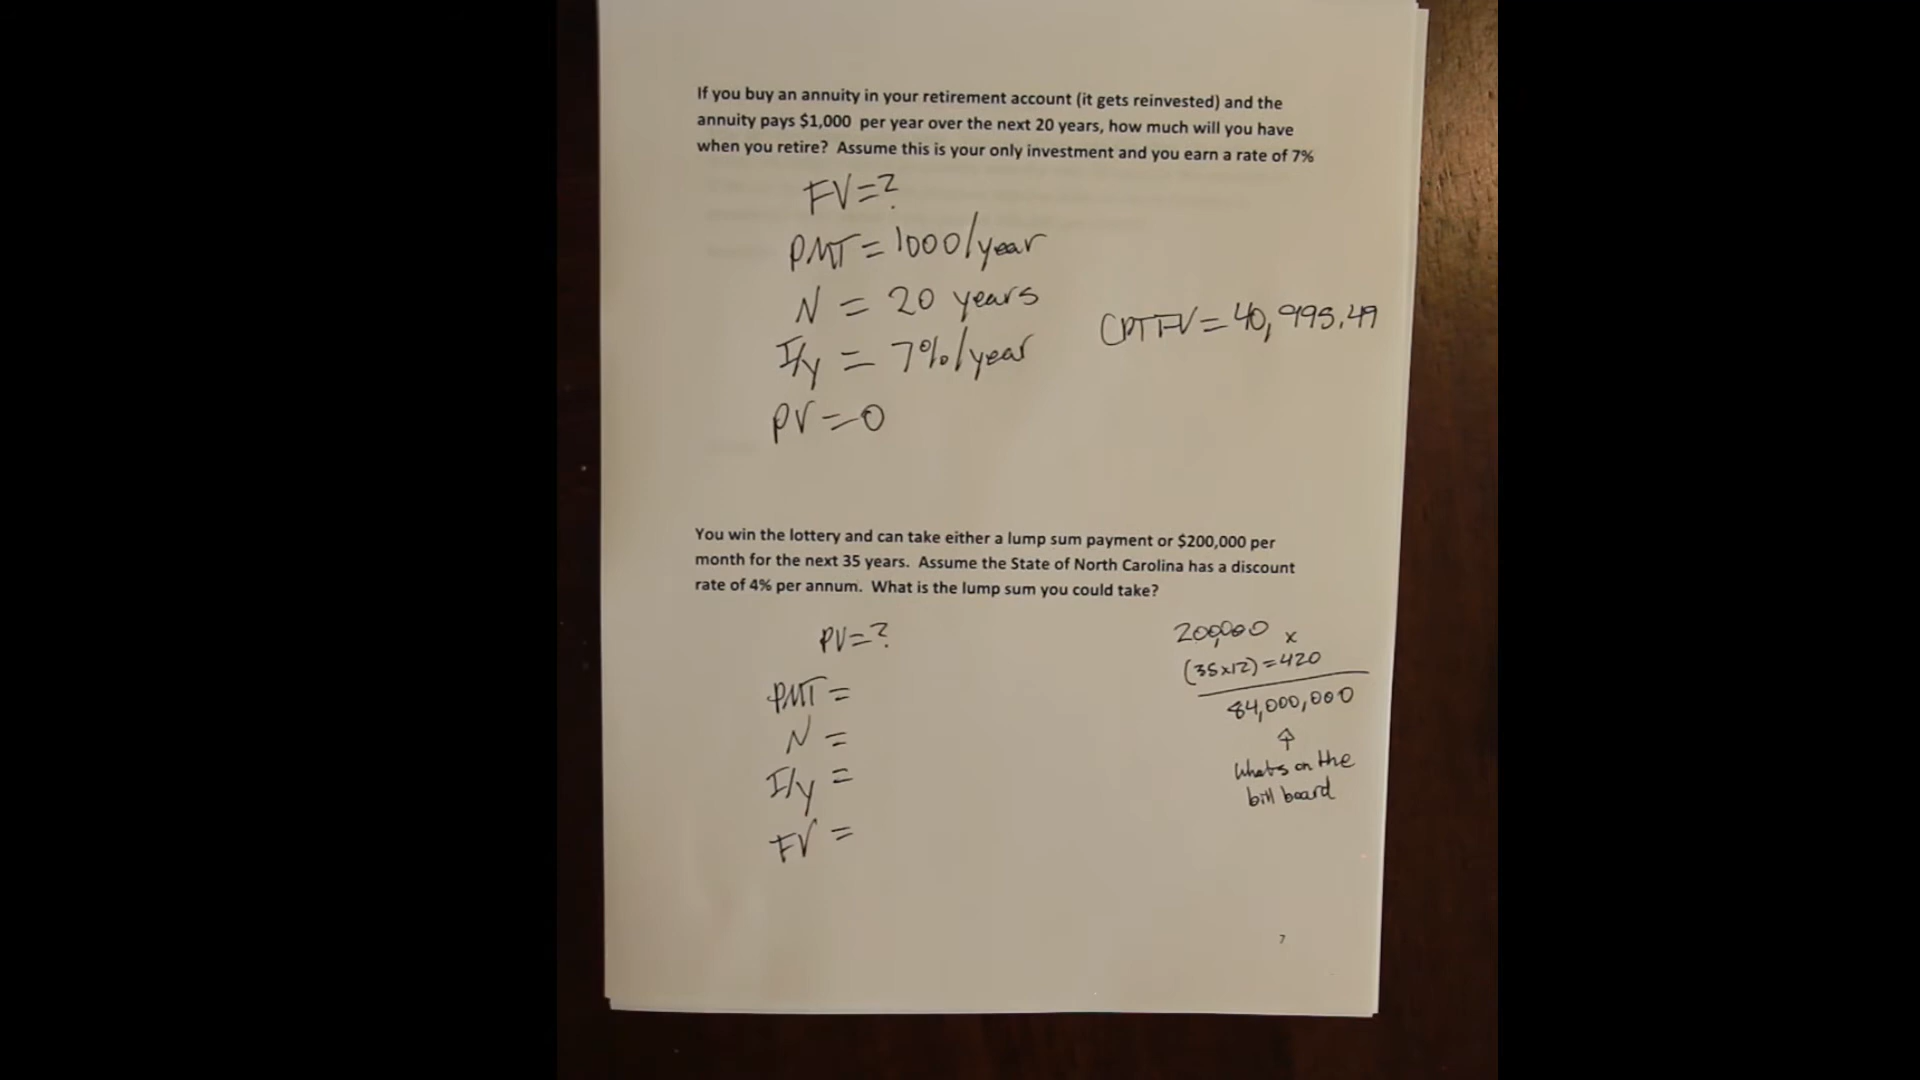 If you buy an annuity in your retirement account (it gets reinvested) and the
annuity pays $1,000 per year over the next 20 years, how much will you have
when you retire? Assume this is your only investment and you earn a rate of 7%
FV=?
PMT = 1000/year
N = 20 years
I/y = 7%/year
PV=0
CPT FV = 40,995.49
You win the lottery and can take either a lump sum payment or $200,000 per
month for the next 35 years. Assume the State of North Carolina has a discount
rate of 4% per annum. What is the lump sum you could take?
PV=?
PMT =
N =
I/y =
FV =
200,000 x
(35x12)=420
84,000,000
↑
Whats on the
bill board
7